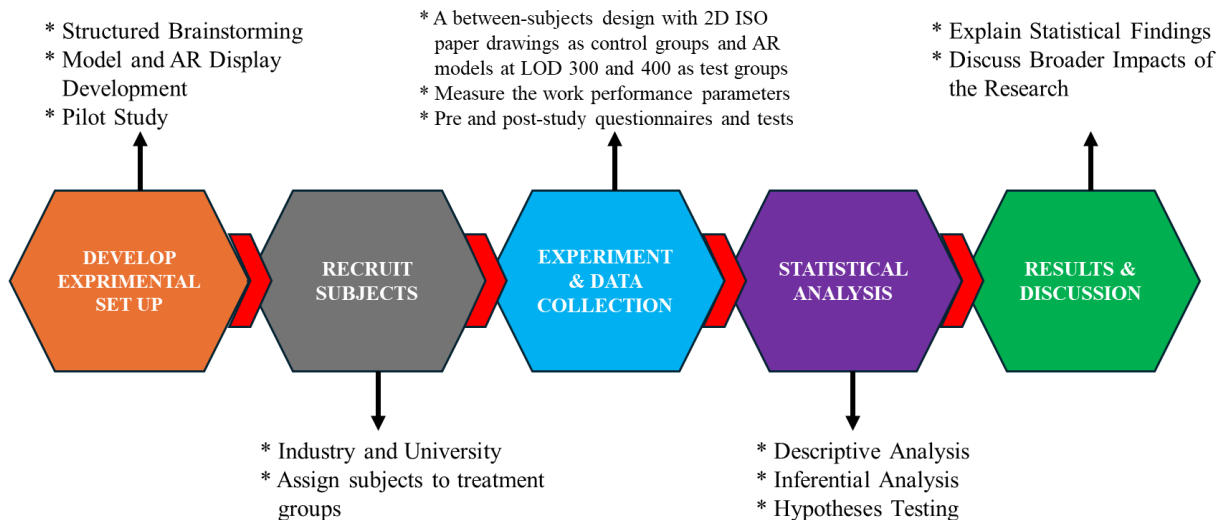 * Structured Brainstorming
* Model and AR Display
Development
* Pilot Study
* A between-subjects design with 2D ISO
paper drawings as control groups and AR
models at LOD 300 and 400 as test groups
* Measure the work performance parameters
* Pre and post-study questionnaires and tests
* Explain Statistical Findings
* Discuss Broader Impacts of
the Research
DEVELOP
EXPRIMENTAL
SET UP
RECRUIT
SUBJECTS
EXPERIMENT
& DATA
COLLECTION
STATISTICAL
ANALYSIS
RESULTS &
DISCUSSION
* Industry and University
* Assign subjects to treatment
groups
* Descriptive Analysis
* Inferential Analysis
* Hypotheses Testing